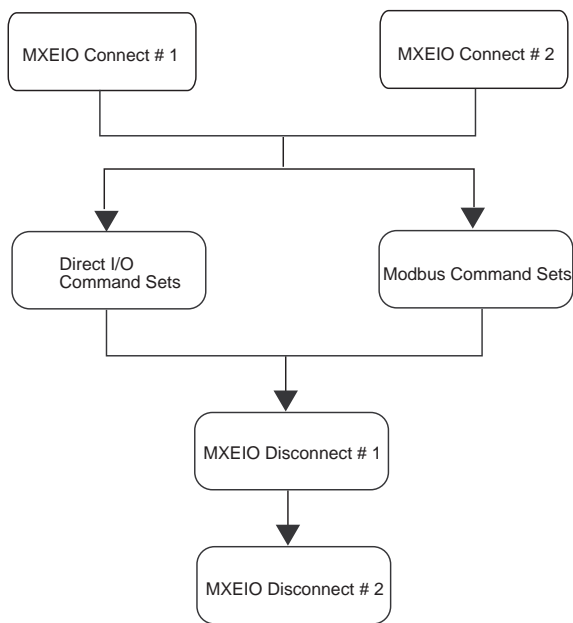 MXEIO Connect # 1
MXEIO Connect # 2
Direct I/O
Command Sets
Modbus Command Sets
MXEIO Disconnect # 1
MXEIO Disconnect # 2